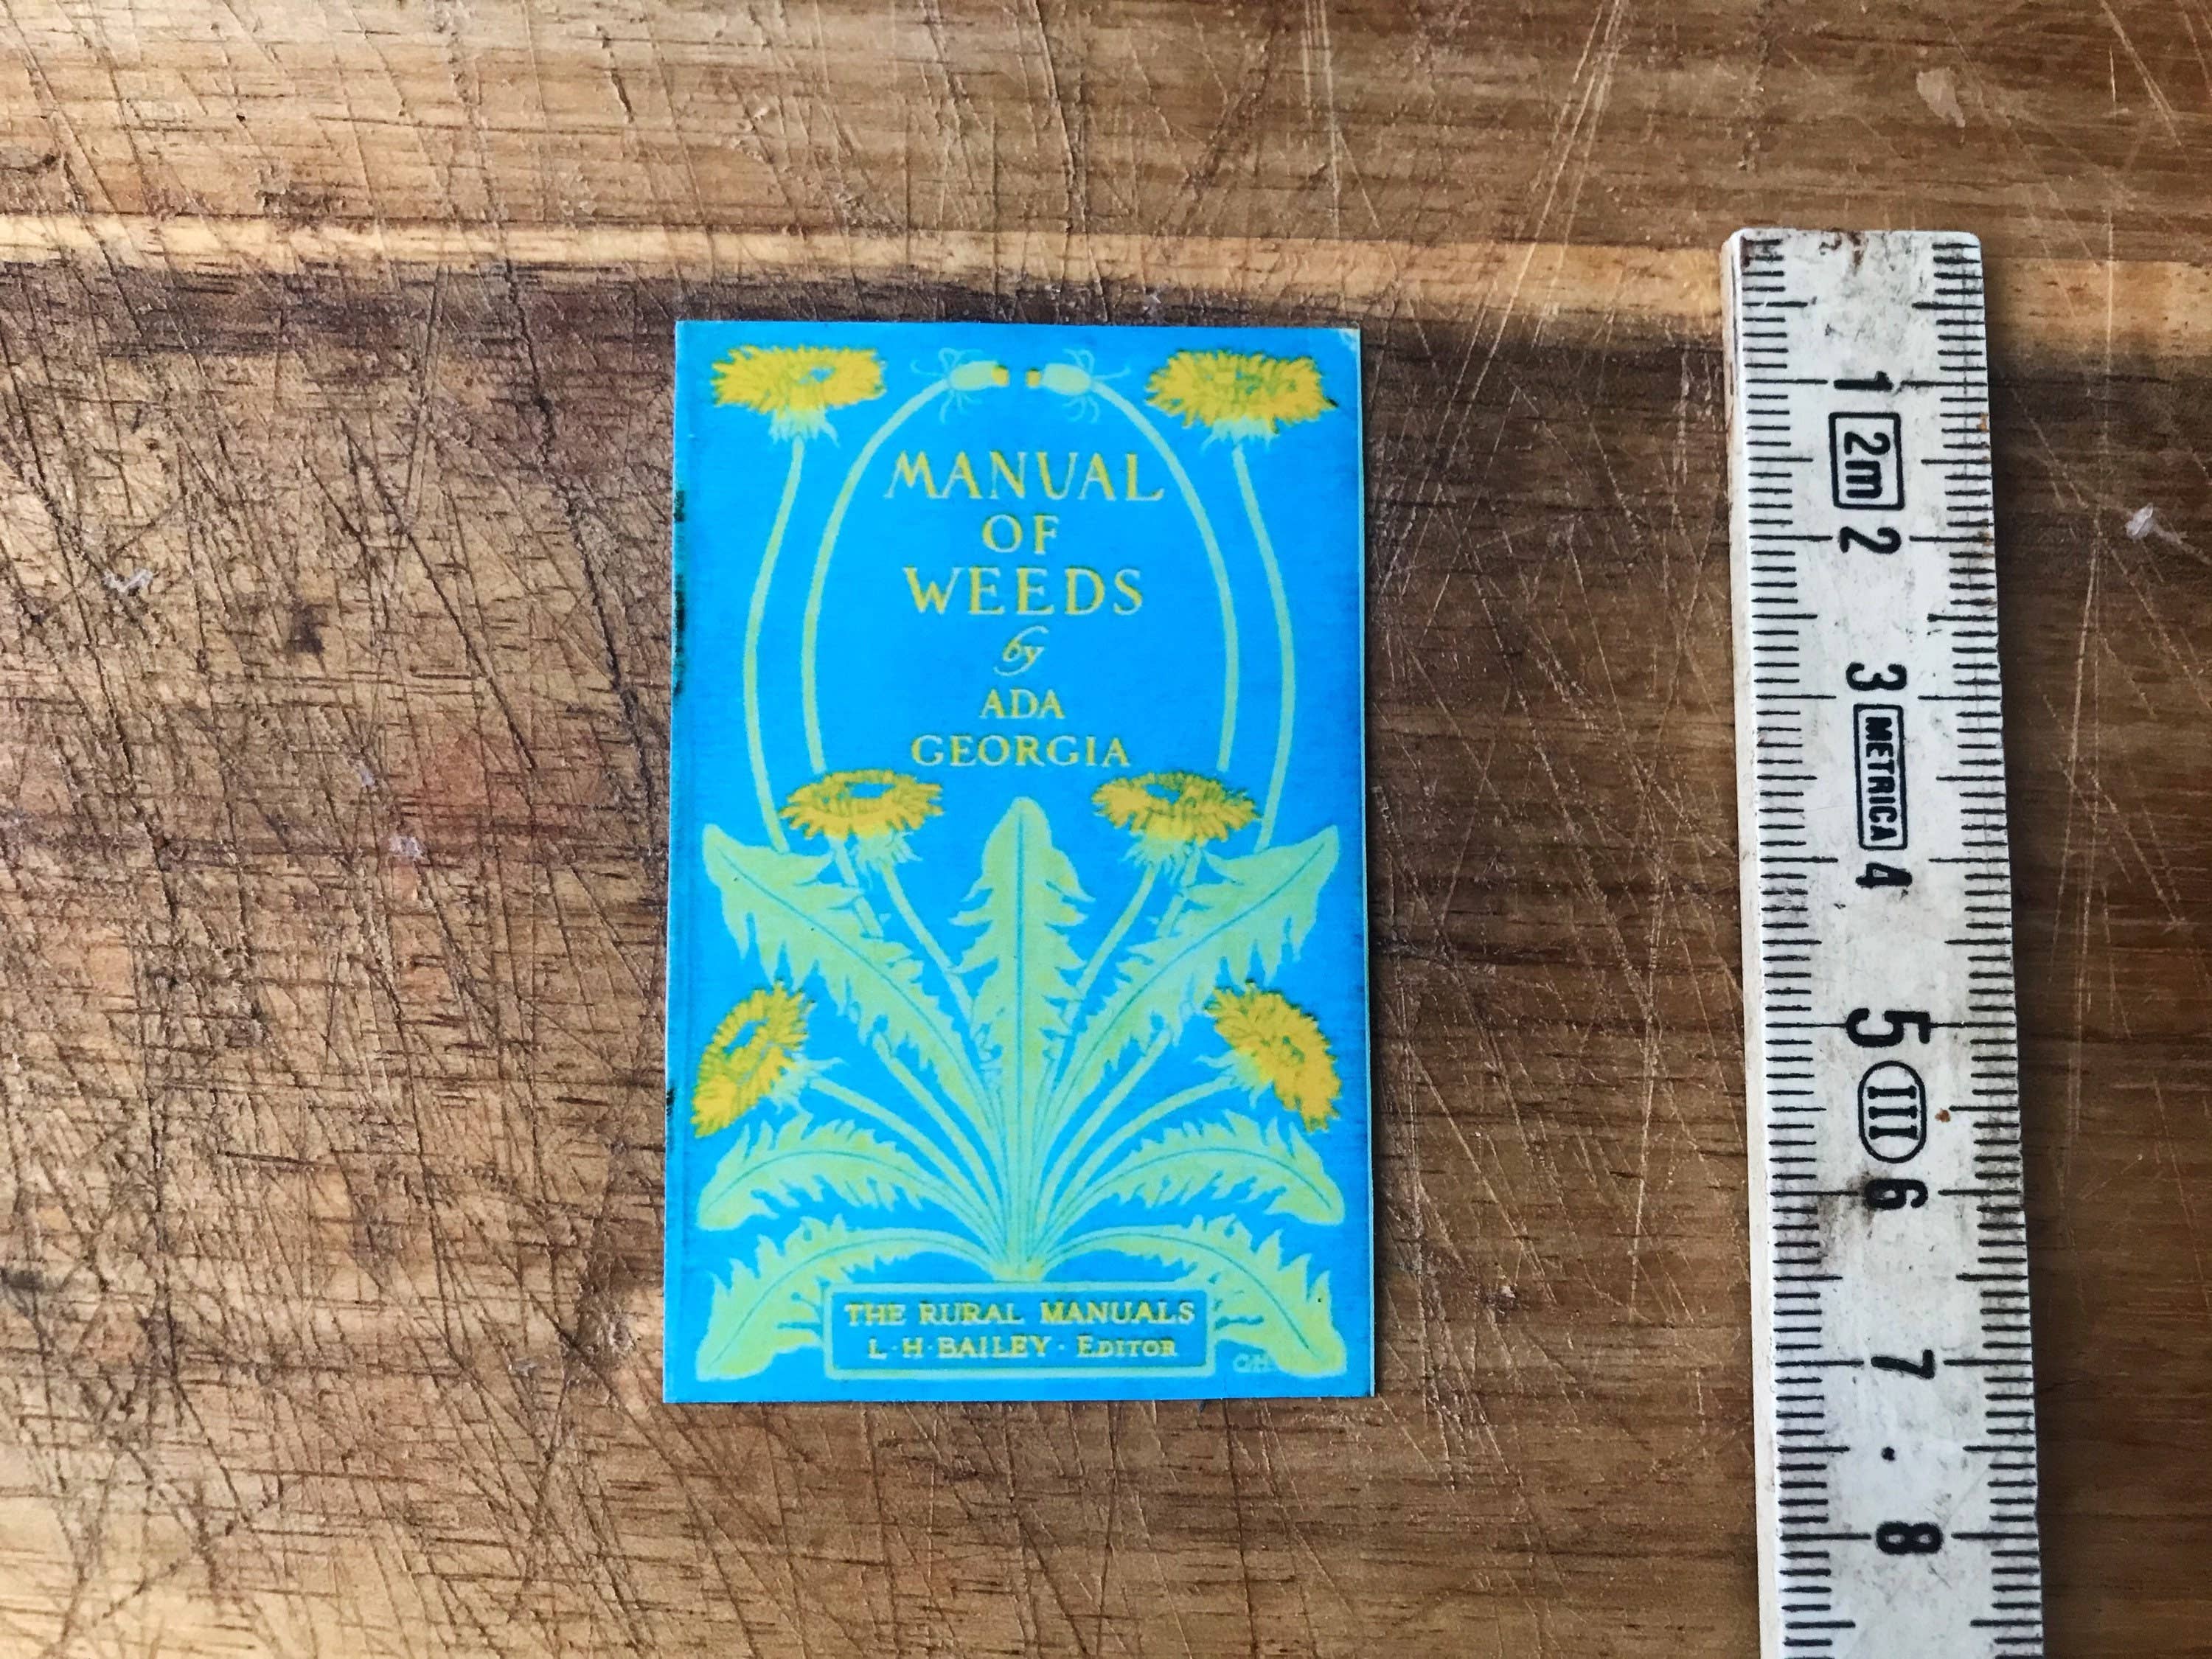 MANUAL
OF
WEEDS
by
ADA
GEORGIA
THE RURAL MANUALS
L·H·BAILEY·EDITOR
1
2m
2
3
METRICA
4
5
III
6
7
8